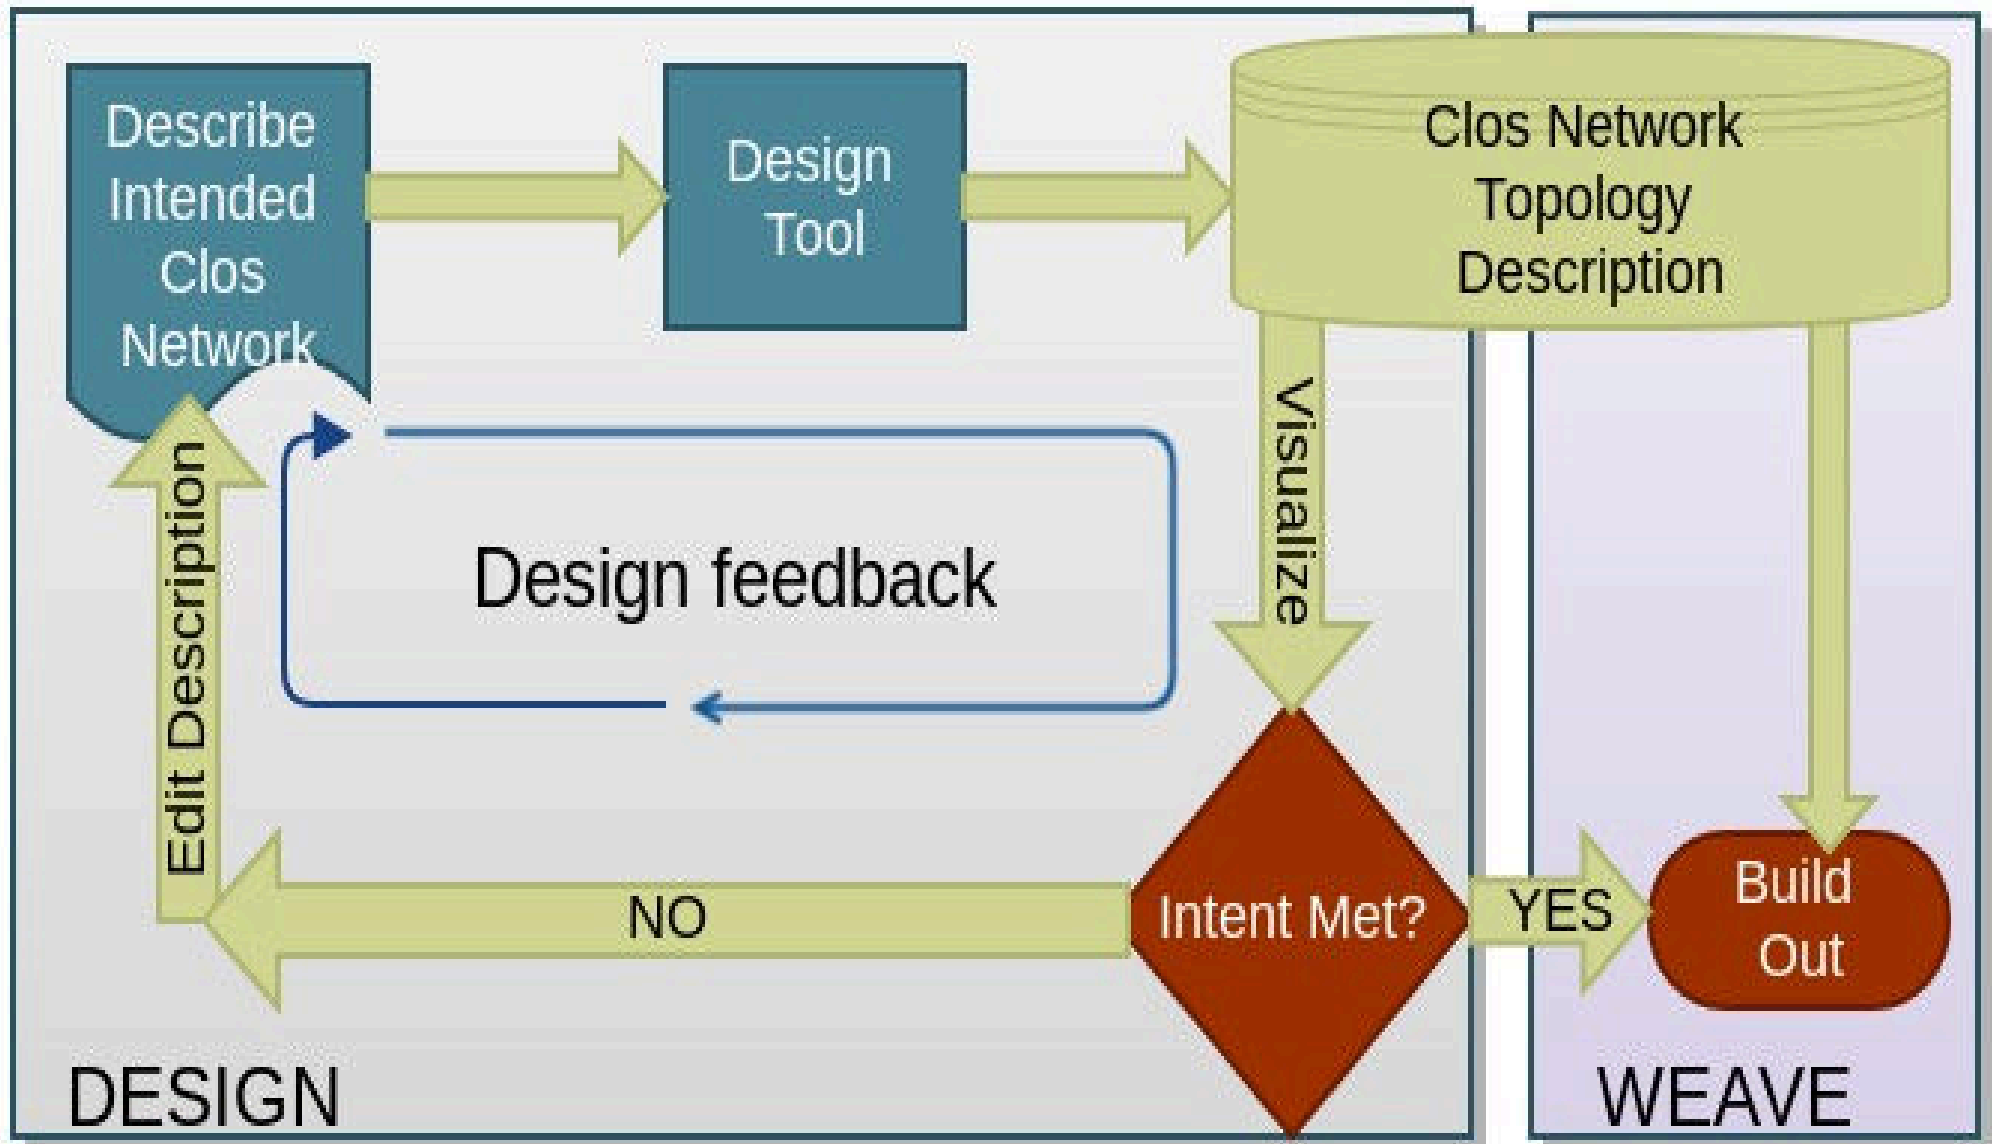 Describe
Intended
Clos
Network
Design
Tool
Clos Network
Topology
Description
Visualize
Design feedback
Edit Description
NO
Intent Met?
YES
Build
Out
DESIGN
WEAVE